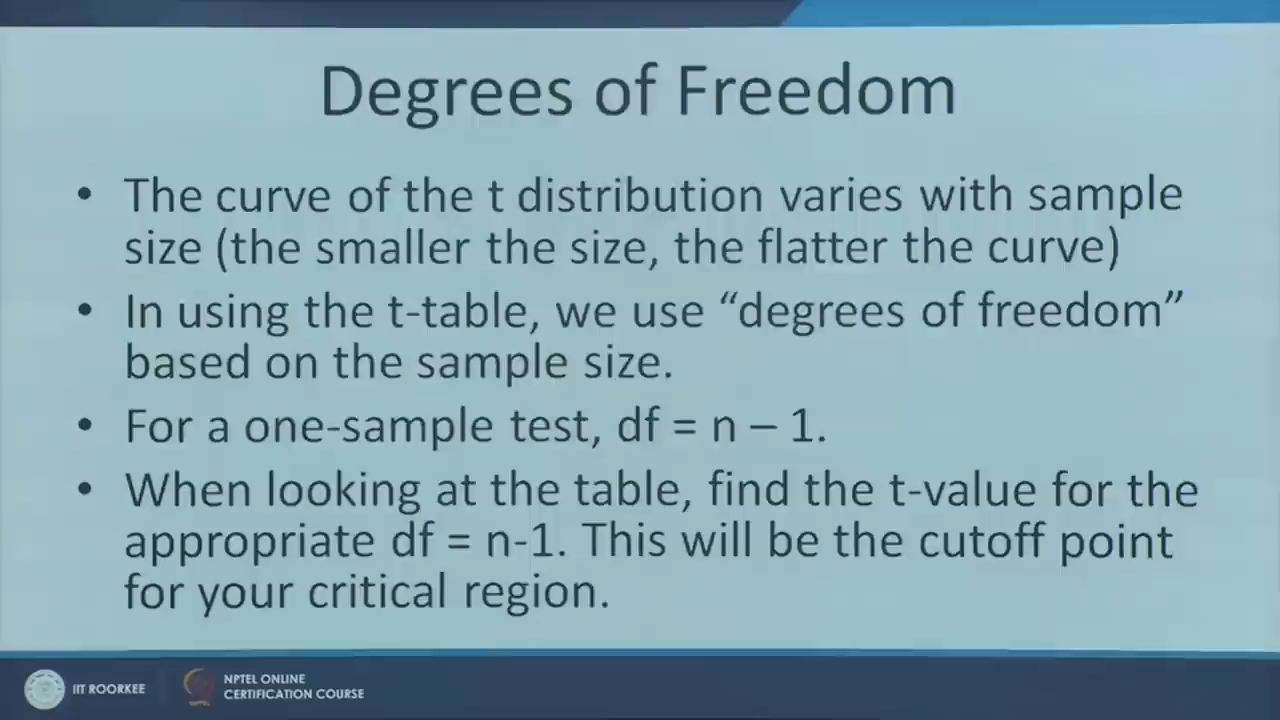 Degrees of Freedom
• The curve of the t distribution varies with sample
size (the smaller the size, the flatter the curve)
• In using the t-table, we use “degrees of freedom”
based on the sample size.
• For a one-sample test, df = n – 1.
• When looking at the table, find the t-value for the
appropriate df = n-1. This will be the cutoff point
for your critical region.
IIT ROORKEE
NPTEL ONLINE
CERTIFICATION COURSE